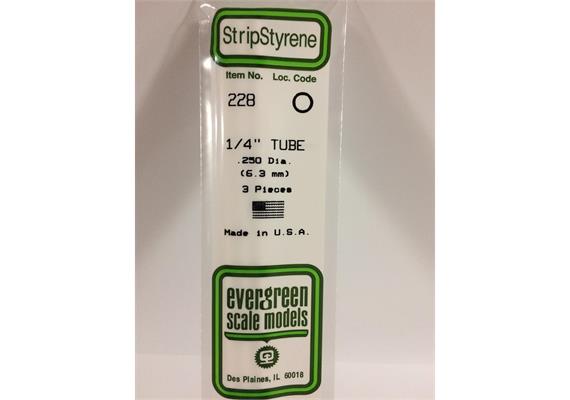 StripStyrene
Item No. Loc. Code
228
1/4" TUBE
.250 Dia.
(6.3 mm)
3 Pieces
Made in U.S.A.
evergreen
scale models
Des Plaines, IL 60018